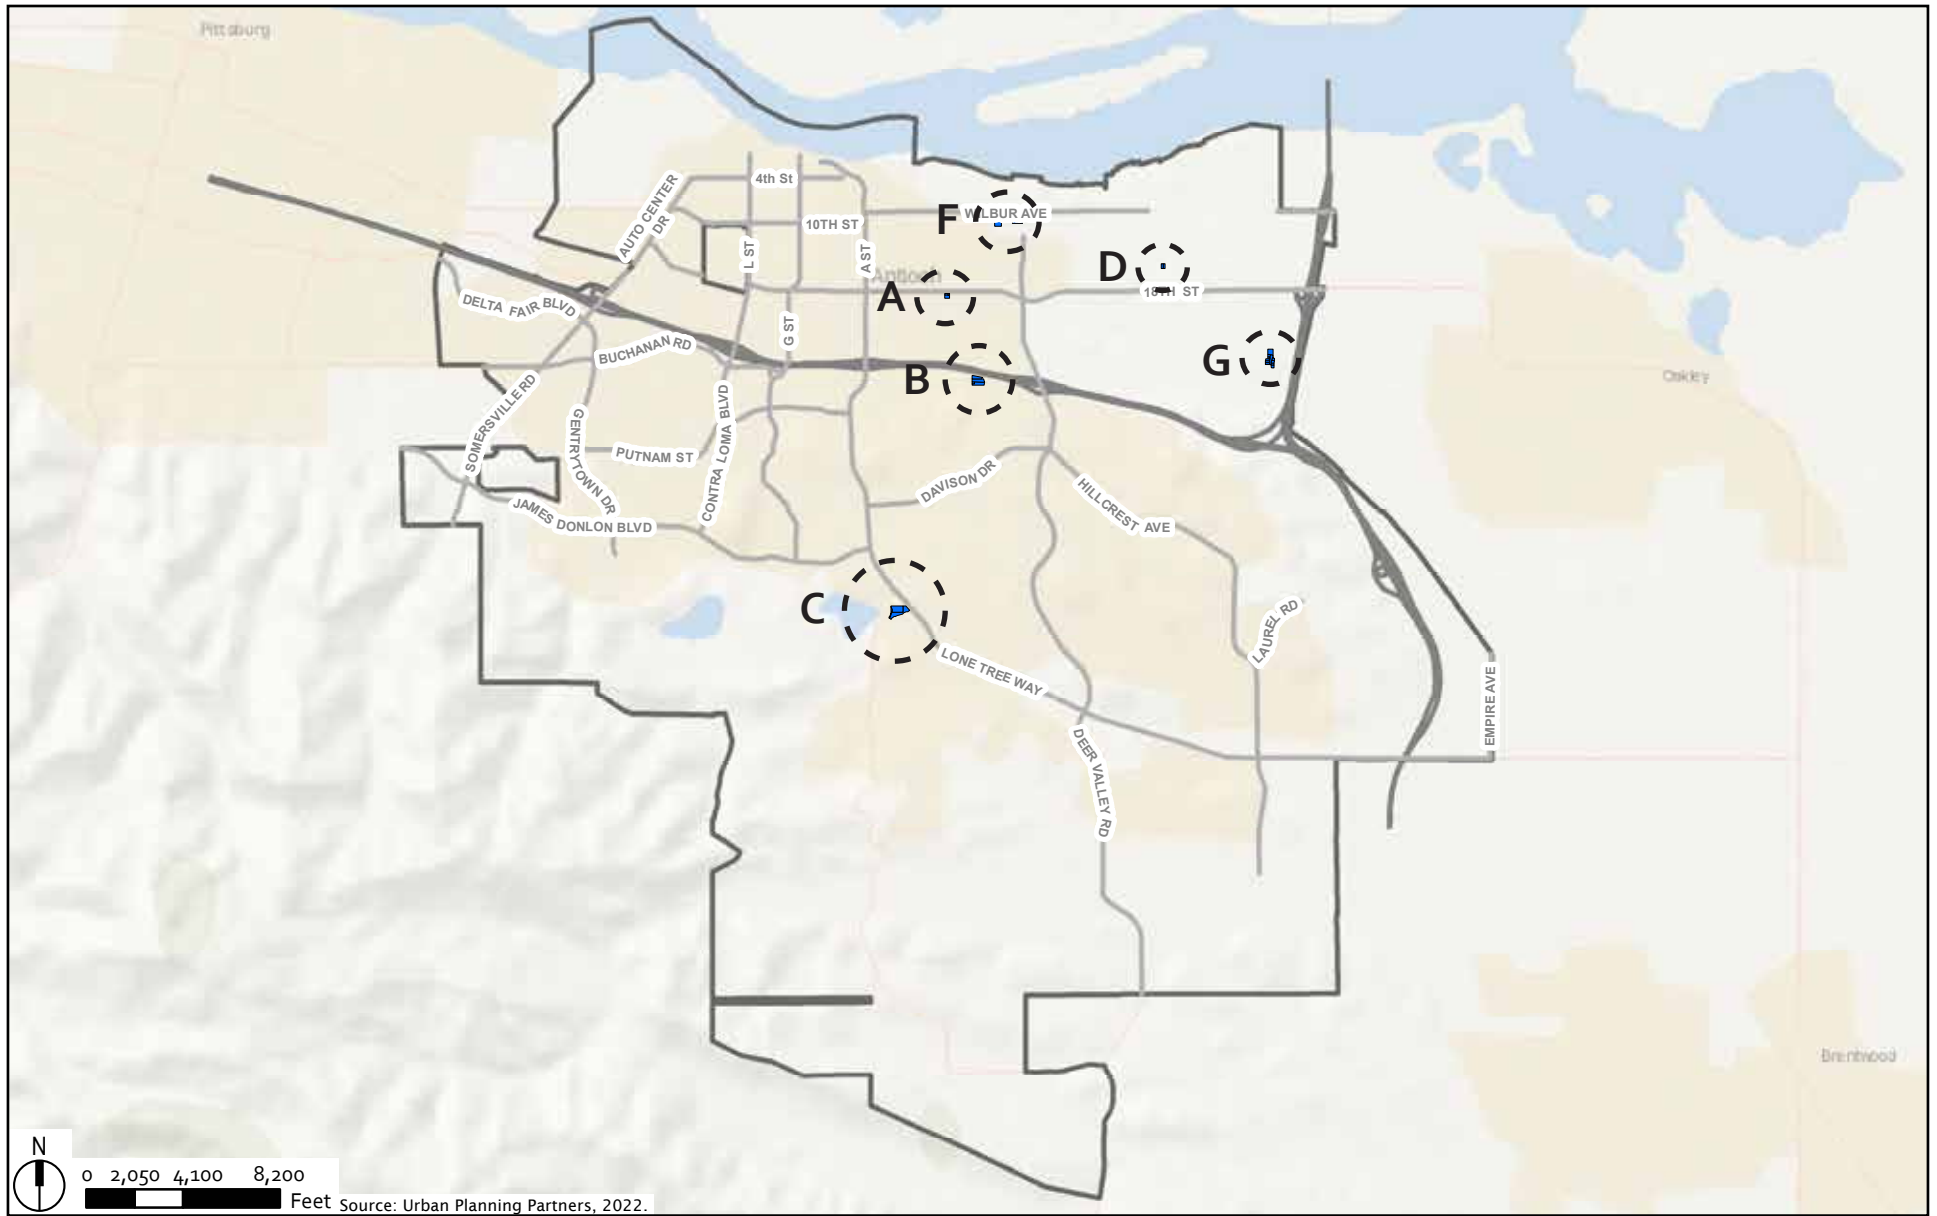 Pittsburg
4th St
AUTO CENTER
DR
10TH ST
F
WILBUR AVE
L ST
A ST
D
Antioch
A
18TH ST
DELTA FAIR BLVD
G ST
BUCHANAN RD
G
B
Oakley
SOMERSVILLE RD
GENTRYTOWN DR
CONTRA LOMA BLVD
PUTNAM ST
DAVISON DR
HILLCREST AVE
JAMES DONLON BLVD
C
LAUREL RD
LONE TREE WAY
EMPIRE AVE
DEER VALLEY RD
Brentwood
N
0 2,050 4,100 8,200
Feet
Source: Urban Planning Partners, 2022.